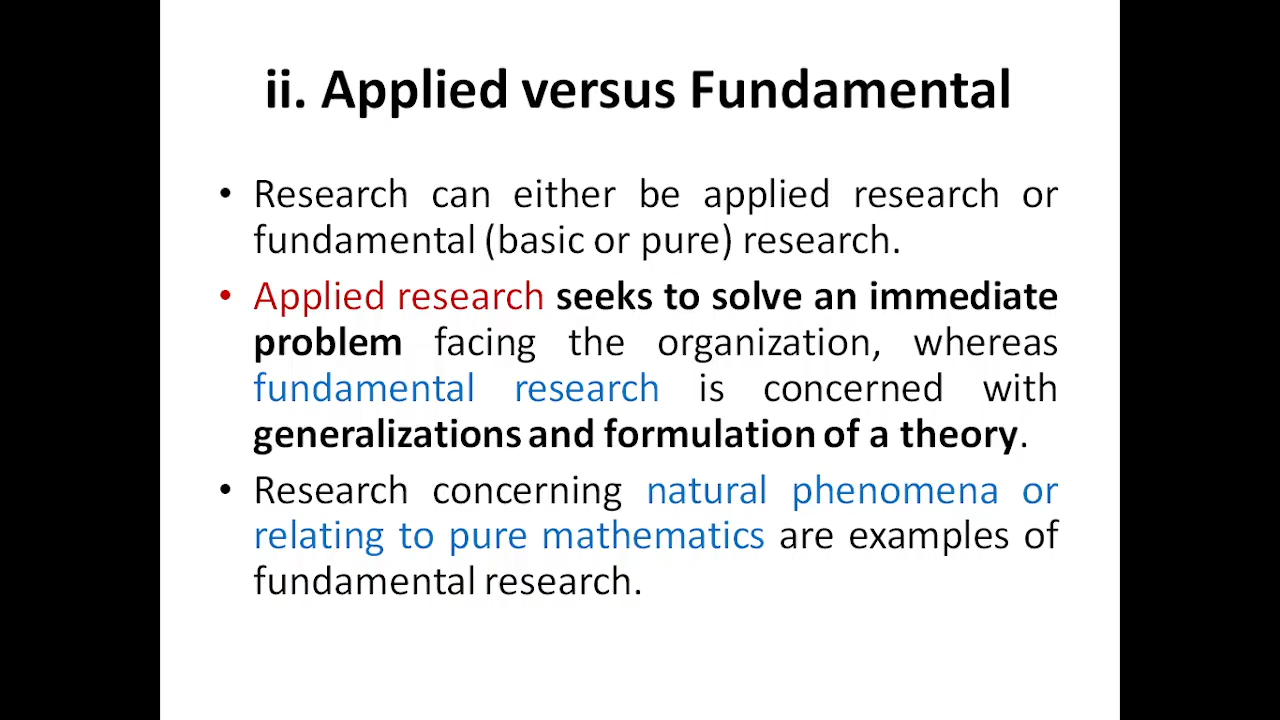 ii. Applied versus Fundamental
• Research can either be applied research or
fundamental (basic or pure) research.
• Applied research seeks to solve an immediate
problem facing the organization, whereas
fundamental research is concerned with
generalizations and formulation of a theory.
• Research concerning natural phenomena or
relating to pure mathematics are examples of
fundamental research.